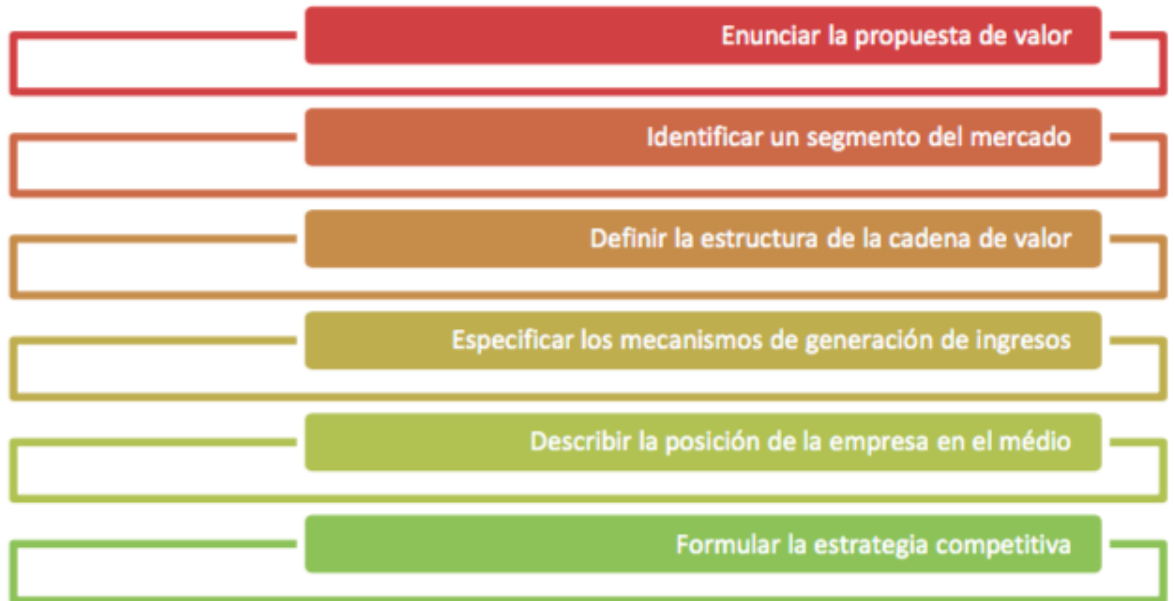 Enunciar la propuesta de valor
Identificar un segmento del mercado
Definir la estructura de la cadena de valor
Especificar los mecanismos de generación de ingresos
Describir la posición de la empresa en el médio
Formular la estrategia competitiva